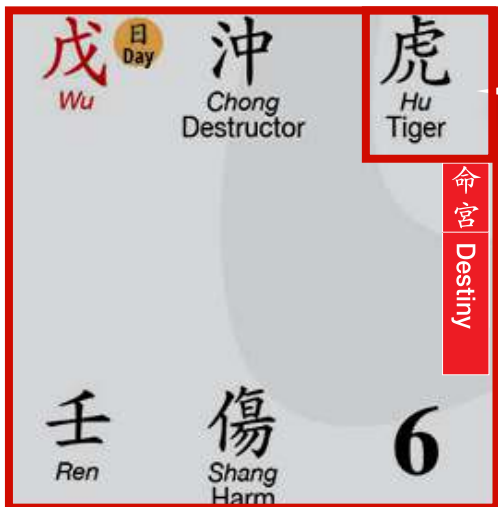 戊 日 沖 虎
Wu Day Chong Hu
Destructor Tiger
命宮 Destiny
壬 傷 6
Ren Shang
Harm